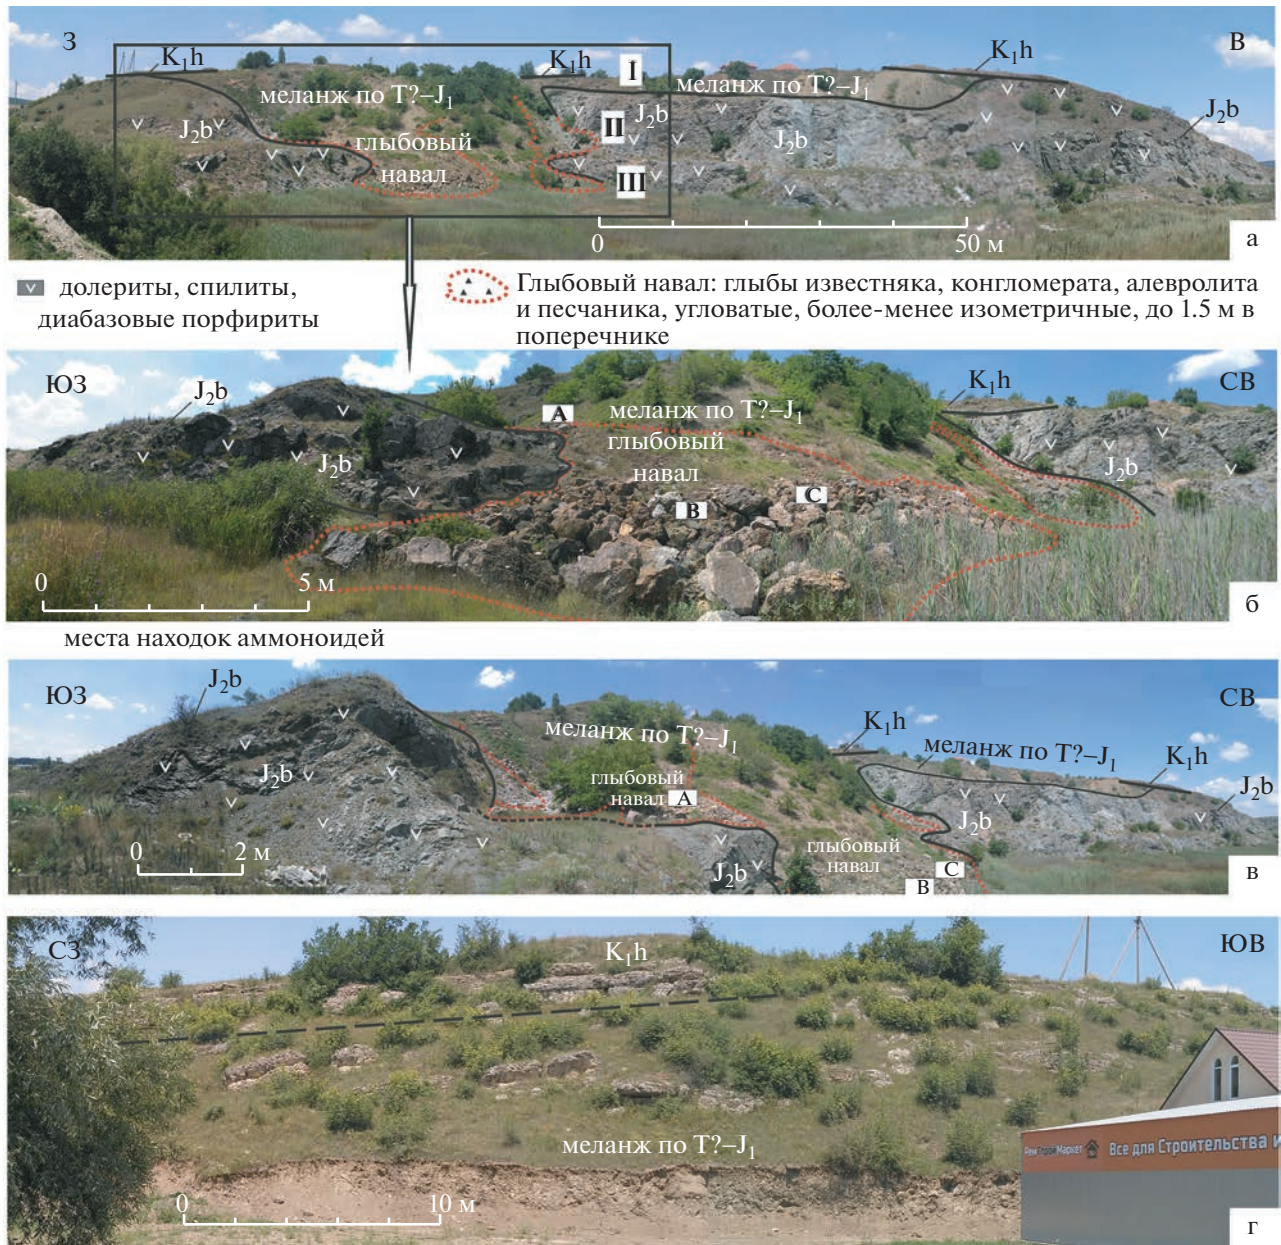 З
В
K₁h
K₁h
K₁h
I
меланж по T?–J₁
меланж по T?–J₁
J₂b
J₂b
J₂b
J₂b
глыбовый
навал
II
III
0
50 м
а
долериты, спилиты,
диабазовые порфириты
Глыбовый навал: глыбы известняка, конгломерата, алевролита
и песчаника, угловатые, более-менее изометричные, до 1.5 м в
поперечнике
ЮЗ
СВ
J₂b
K₁h
A
меланж по T?–J₁
глыбовый
навал
J₂b
J₂b
B
C
0
5 м
б
места находок аммоноидей
ЮЗ
СВ
J₂b
меланж по T?–J₁
K₁h
меланж по T?–J₁
K₁h
J₂b
J₂b
глыбовый
навал
A
J₂b
глыбовый
навал
J₂b
B
C
0
2 м
в
СЗ
ЮВ
K₁h
меланж по T?–J₁
Маркет
Все для Строительства и
0
10 м
г